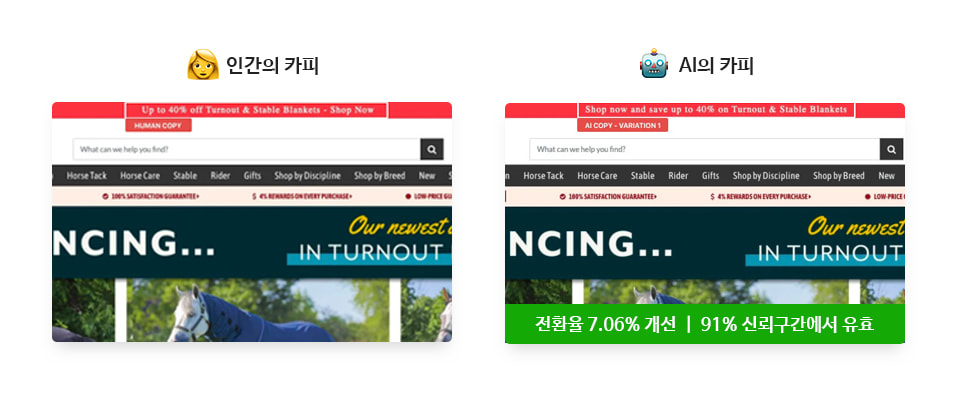 인간의 카피
Up to 40% off Turnout & Stable Blankets - Shop Now
HUMAN COPY
What can we help you find?
Horse Tack Horse Care Stable Rider Gifts Shop by Discipline Shop by Breed New
100% SATISFACTION GUARANTEE+ $ 4% REWARDS ON EVERY PURCHASE+ LOW-PRICE
NCING...
Our newest
IN TURNOUT
AI의 카피
Shop now and save up to 40% on Turnout & Stable Blankets
AI COPY - VARIATION 1
What can we help you find?
Horse Tack Horse Care Stable Rider Gifts Shop by Discipline Shop by Breed New
100% SATISFACTION GUARANTEE+ $ 4% REWARDS ON EVERY PURCHASE+ LOW-PRICE
NCING...
Our newest
IN TURNOUT
전환율 7.06% 개선 | 91% 신뢰구간에서 유효